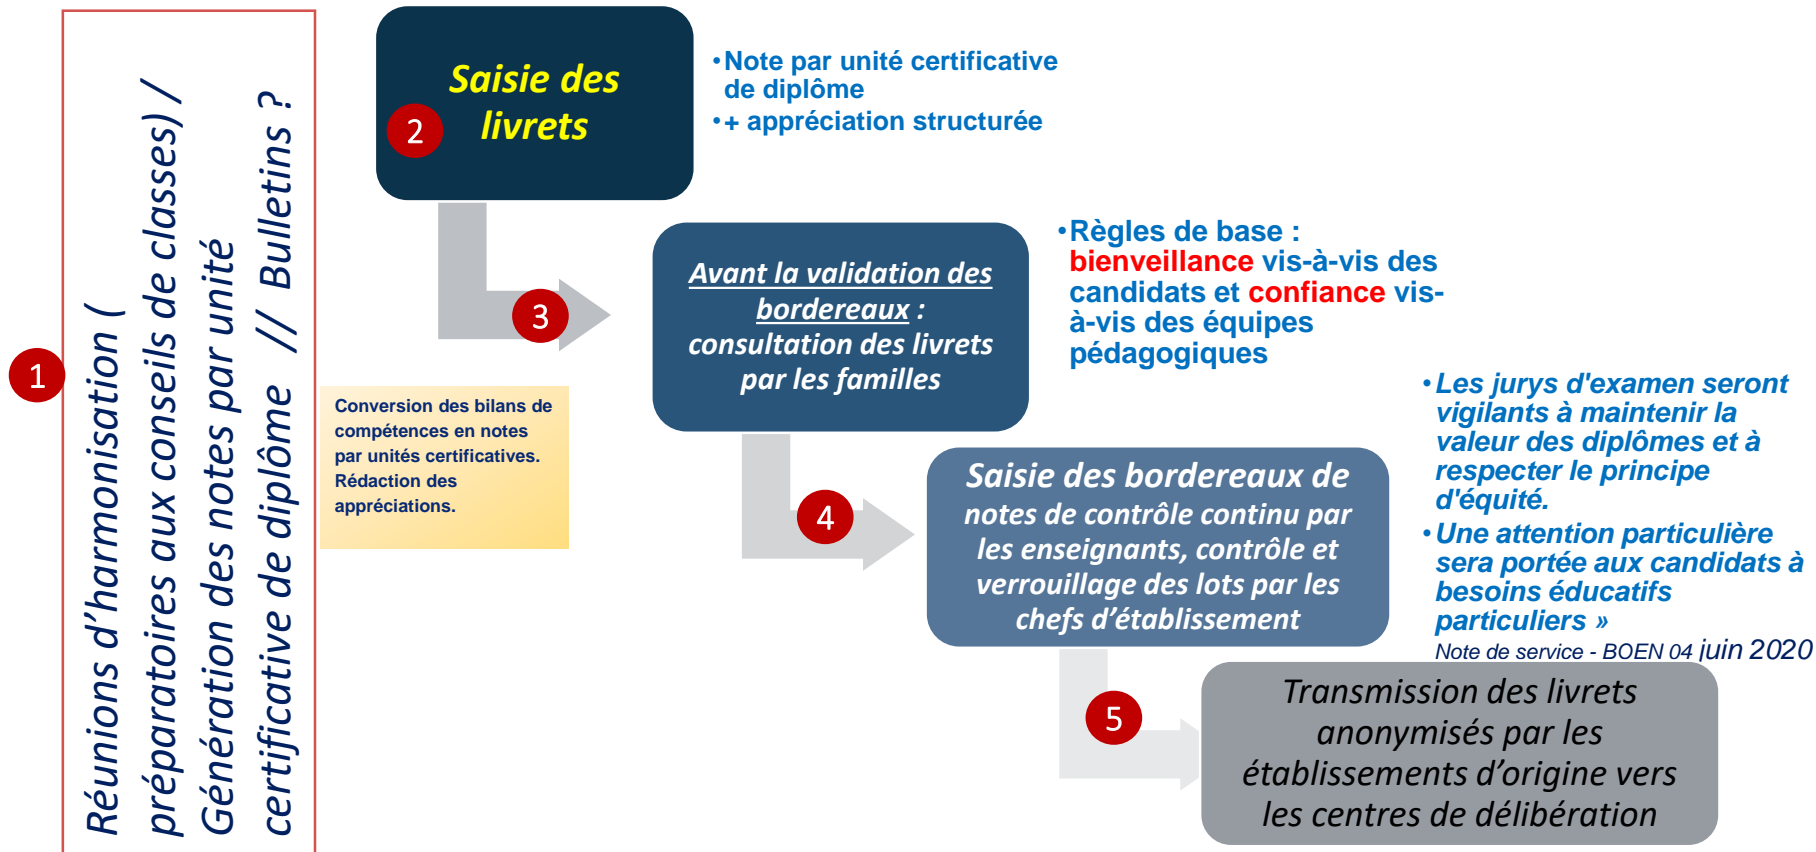 1
Réunions d’harmonisation (
préparatoires aux conseils de classes) /
Génération des notes par unité
certificative de diplôme // Bulletins ?
2
Saisie des
livrets
•Note par unité certificative
de diplôme
•+ appréciation structurée
3
Avant la validation des
bordereaux :
consultation des livrets
par les familles
•Règles de base :
bienveillance vis-à-vis des
candidats et confiance vis-
à-vis des équipes
pédagogiques
Conversion des bilans de
compétences en notes
par unités certificatives.
Rédaction des
appréciations.
4
Saisie des bordereaux de
notes de contrôle continu par
les enseignants, contrôle et
verrouillage des lots par les
chefs d’établissement
•Les jurys d'examen seront
vigilants à maintenir la
valeur des diplômes et à
respecter le principe
d'équité.
•Une attention particulière
sera portée aux candidats à
besoins éducatifs
particuliers »
Note de service - BOEN 04 juin 2020
5
Transmission des livrets
anonymisés par les
établissements d’origine vers
les centres de délibération